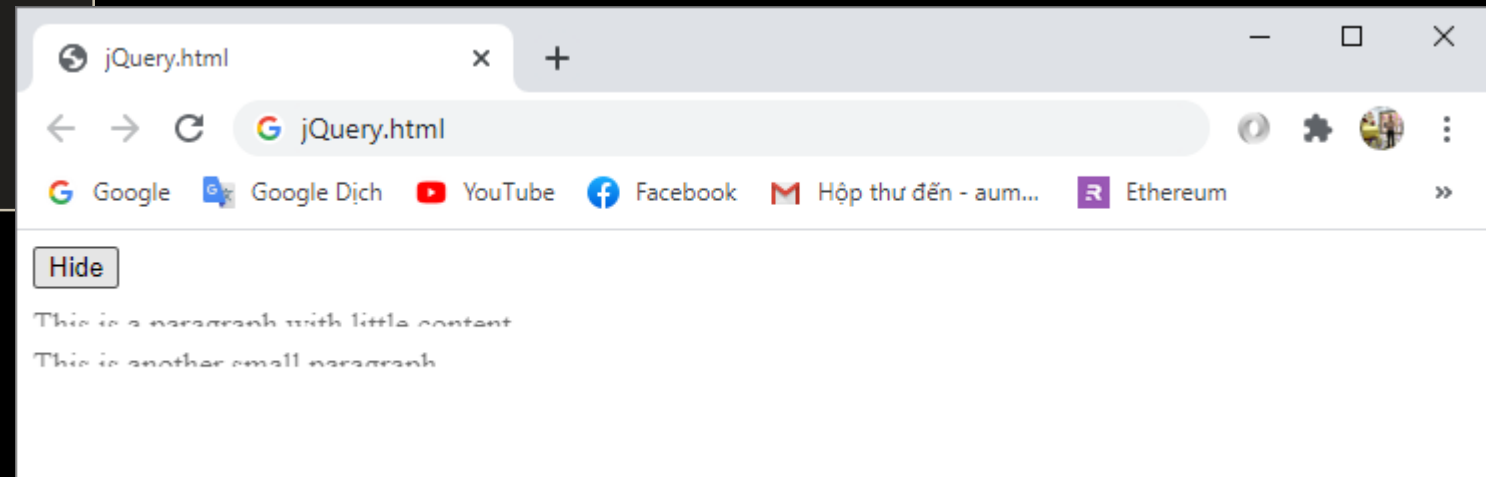 jQuery.html
jQuery.html
Google Google Dịch YouTube Facebook Hộp thư đến - aum... Ethereum
Hide
This is a paragraph with little content
This is another small paragraph